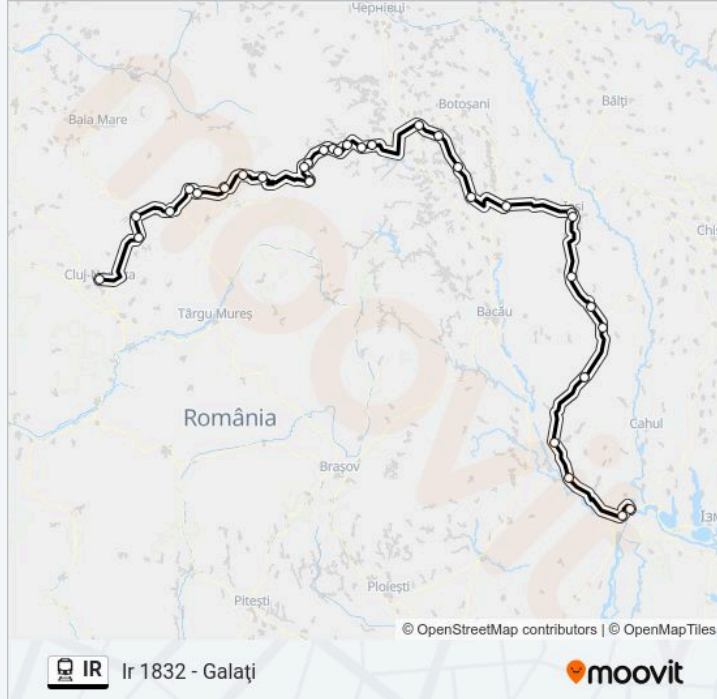 Чернівці
Botoșani
Bălți
Baia Mare
Iași
Cluj-Napoca
Târgu Mureș
Bacău
România
Cahul
Brașov
Ploiești
Pitești
© OpenStreetMap contributors | © OpenMapTiles
IR
Ir 1832 - Galaţi
moovit
moovit